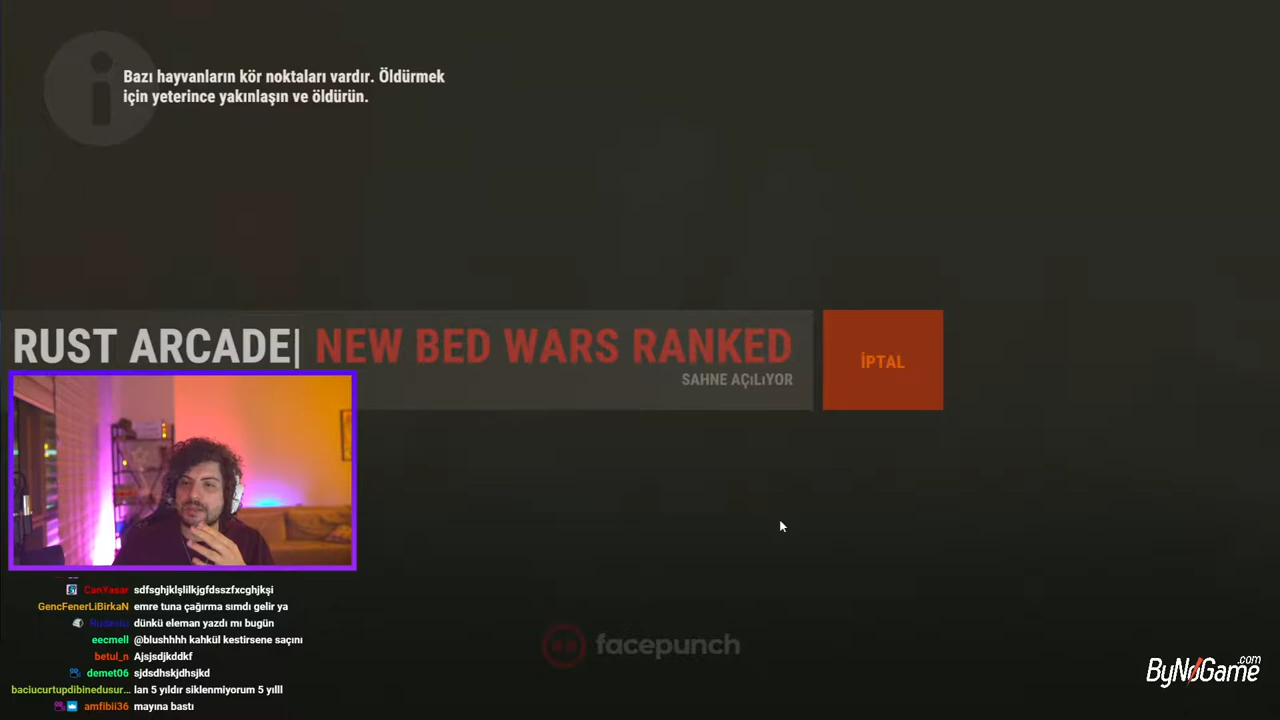 Bazı hayvanların kör noktaları vardır. Öldürmek
için yeterince yakınlaşın ve öldürün.
RUST ARCADE| NEW BED WARS RANKED
SAHNE AÇıLıYOR
İPTAL
CanYasar sdfsghjklşlilkjgfdsszfxcghjkşi
GencFenerLiBirkaN emre tuna çağırma sımdı gelir ya
dünkü eleman yazdı mı bugün
eecmell @blushhhh kahkül kestirsene saçını
betul_n Ajsjsdjkddkf
demet06 sjdsdhskjdhsjkd
baciucurtupdibinedusur... lan 5 yıldır siklenmiyorum 5 yılll
amfibii36 mayına bastı
facepunch
ByNoGame.com